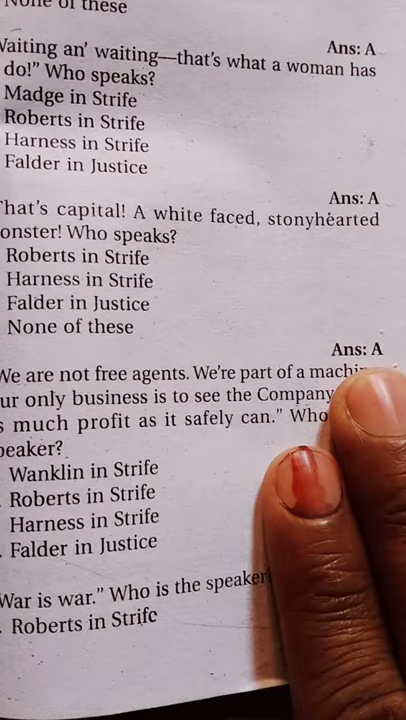 None of these
Ans: A
Waiting an' waiting—that's what a woman has
do!" Who speaks?
Madge in Strife
Roberts in Strife
Harness in Strife
Falder in Justice
Ans: A
That's capital! A white faced, stonyhearted
onster! Who speaks?
Roberts in Strife
Harness in Strife
Falder in Justice
None of these
Ans: A
We are not free agents. We're part of a
ur only business is to see the Company
s much profit as it safely can." Who
peaker?
Wanklin in Strife
Roberts in Strife
Harness in Strife
Falder in Justice
War is war." Who is the speaker
Roberts in Strife